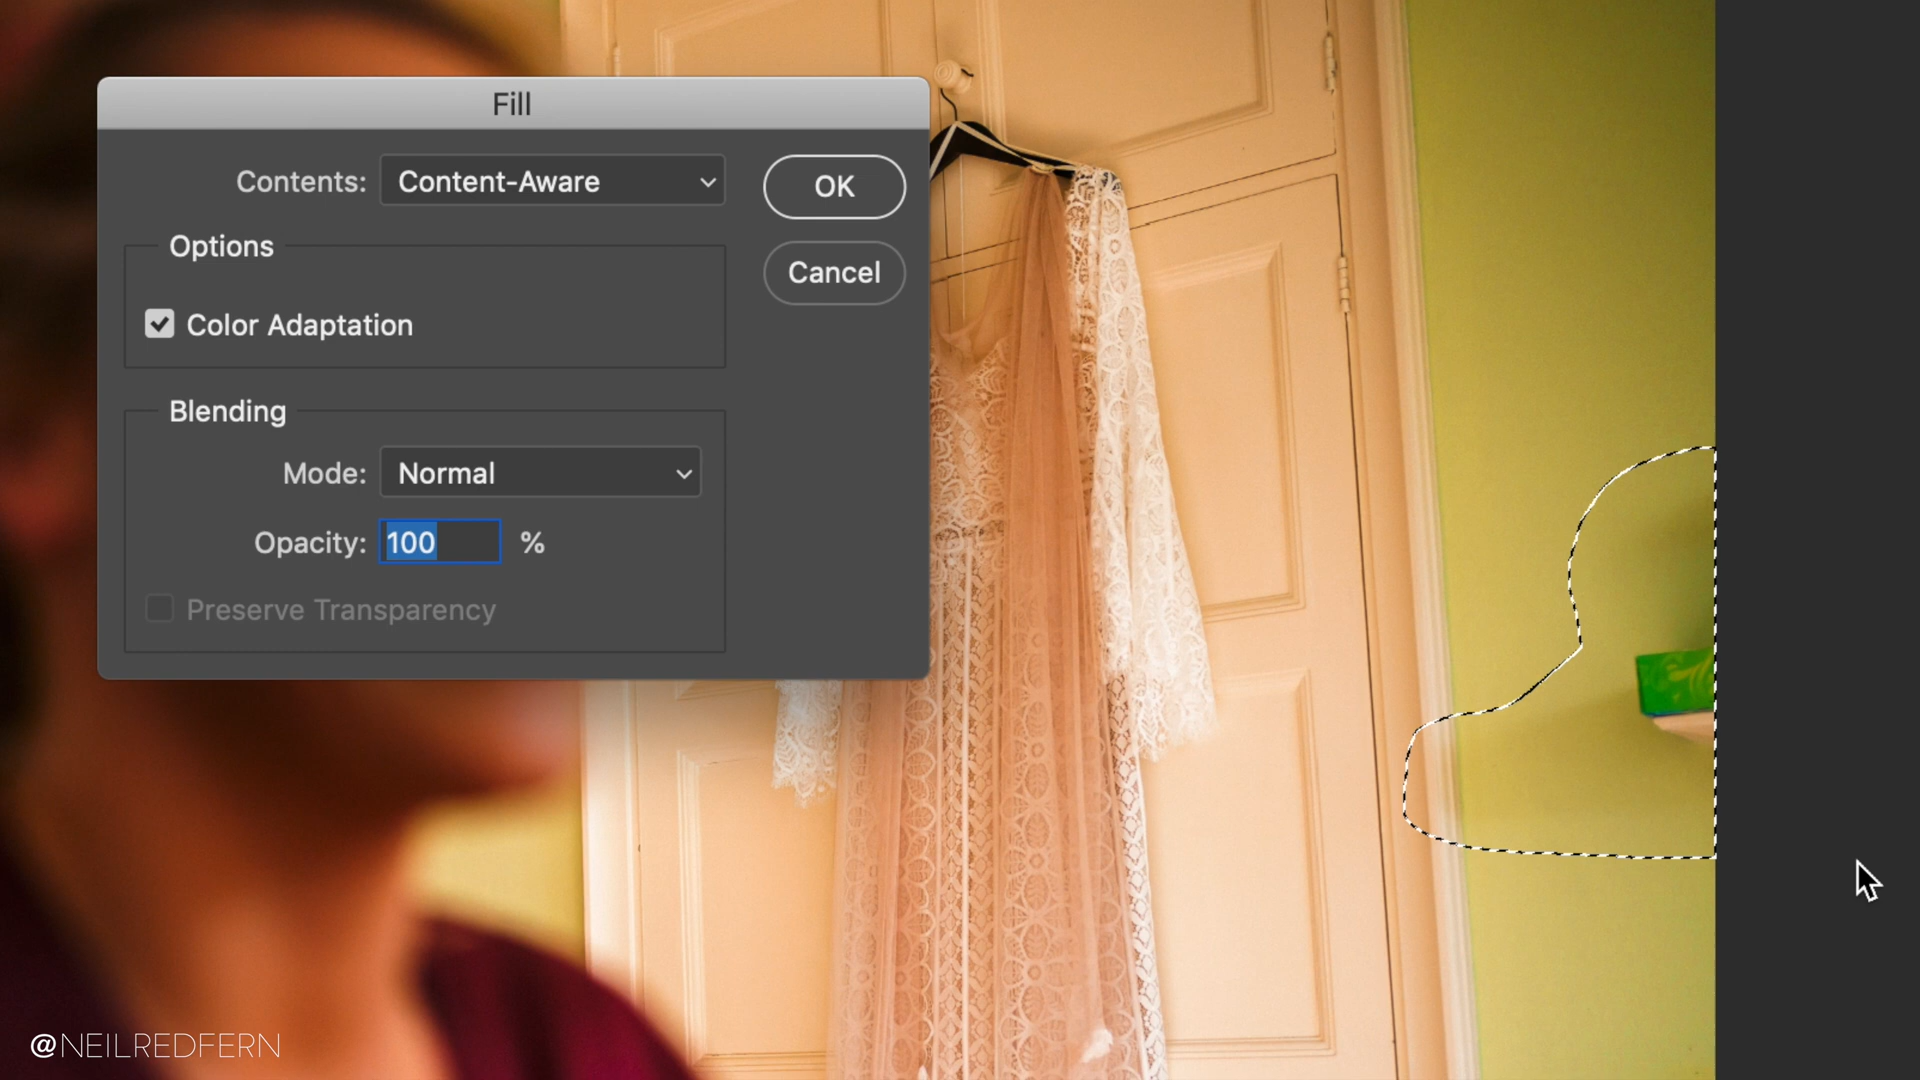 Fill
Contents: Content-Aware
OK
Cancel
Options
Color Adaptation
Blending
Mode: Normal
Opacity: 100 %
Preserve Transparency
@NEILREDFERN